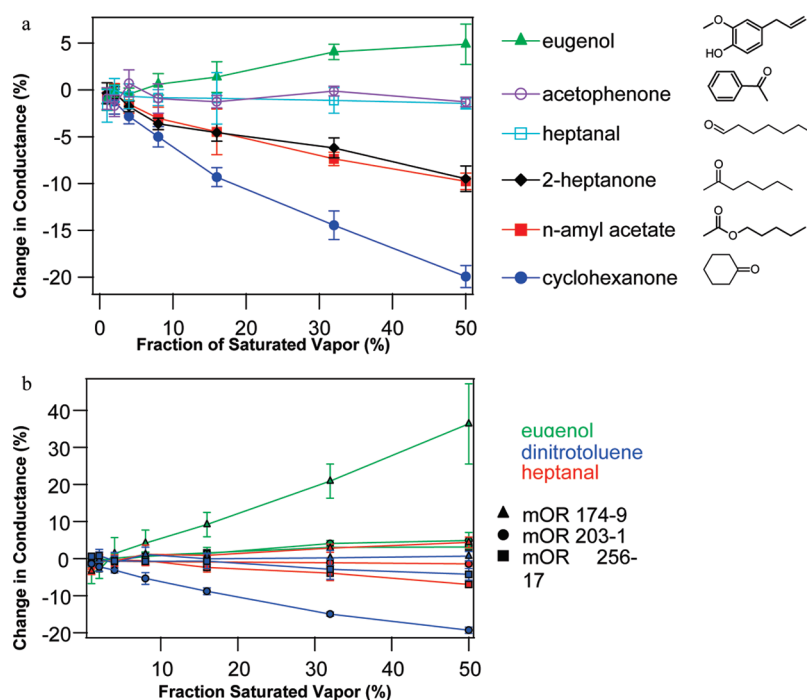 a
Change in Conductance (%)
5
0
-5
-10
-15
-20
0
10
20
30
40
50
Fraction of Saturated Vapor (%)
eugenol
acetophenone
heptanal
2-heptanone
n-amyl acetate
cyclohexanone
O
HO
O
O
O
O
O
O
b
Change in Conductance (%)
40
30
20
10
0
-10
-20
10
20
30
40
50
Fraction Saturated Vapor (%)
eugenol
dinitrotoluene
heptanal
mOR 174-9
mOR 203-1
mOR 256-
17